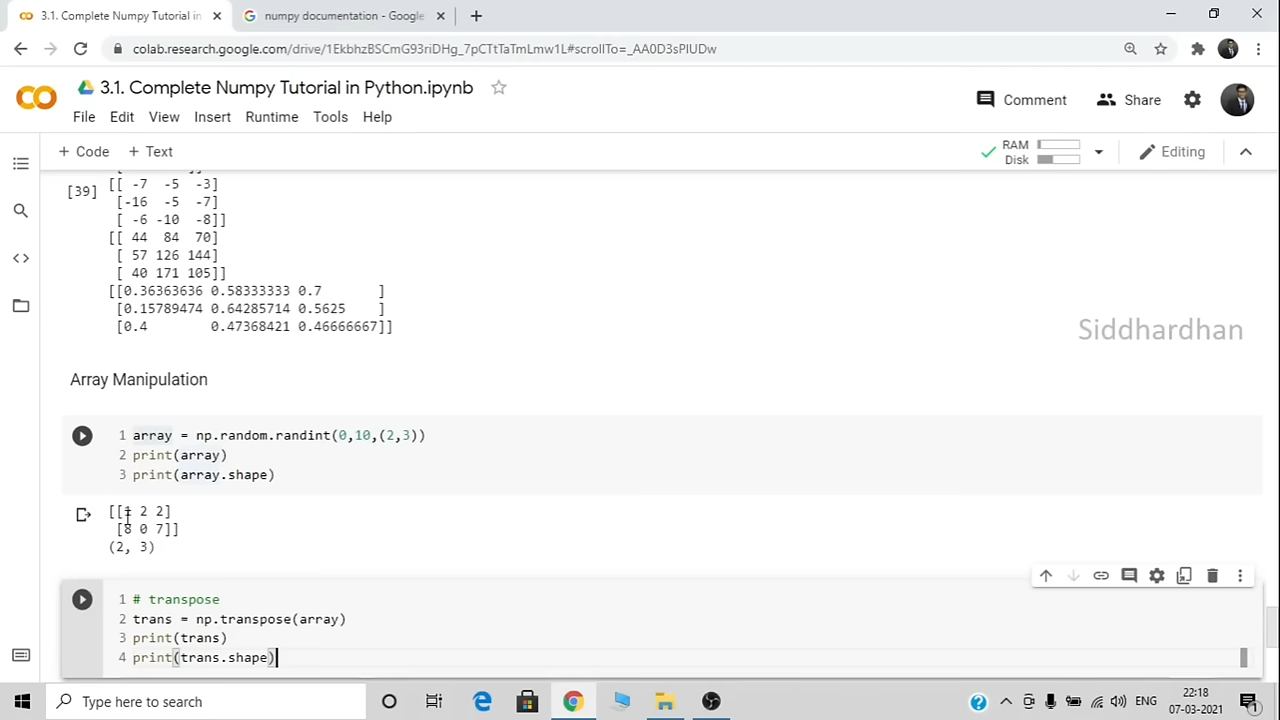 3.1. Complete Numpy Tutorial in
numpy documentation - Google
colab.research.google.com/drive/1EkbhzBSCmG93riDHg_7pCTtTaTmLmw1L#scrollTo=_AA0D3sPIUDw
3.1. Complete Numpy Tutorial in Python.ipynb
Comment
Share
File Edit View Insert Runtime Tools Help
+ Code + Text
RAM
Disk
Editing
[39]
[[ -7 -5 -3]
[-16 -5 -7]
[ -6 -10 -8]]
[[ 44 84 70]
[ 57 126 144]
[ 40 171 105]]
[[0.36363636 0.58333333 0.7 ]
[0.15789474 0.64285714 0.5625 ]
[0.4 0.47368421 0.46666667]]
Siddhardhan
Array Manipulation
1 array = np.random.randint(0,10,(2,3))
2 print(array)
3 print(array.shape)
2 2]
[8 0 7]]
(2, 3)
1 # transpose
2 trans = np.transpose(array)
3 print(trans)
4 print(trans.shape)
Type here to search
ENG
22:18
07-03-2021